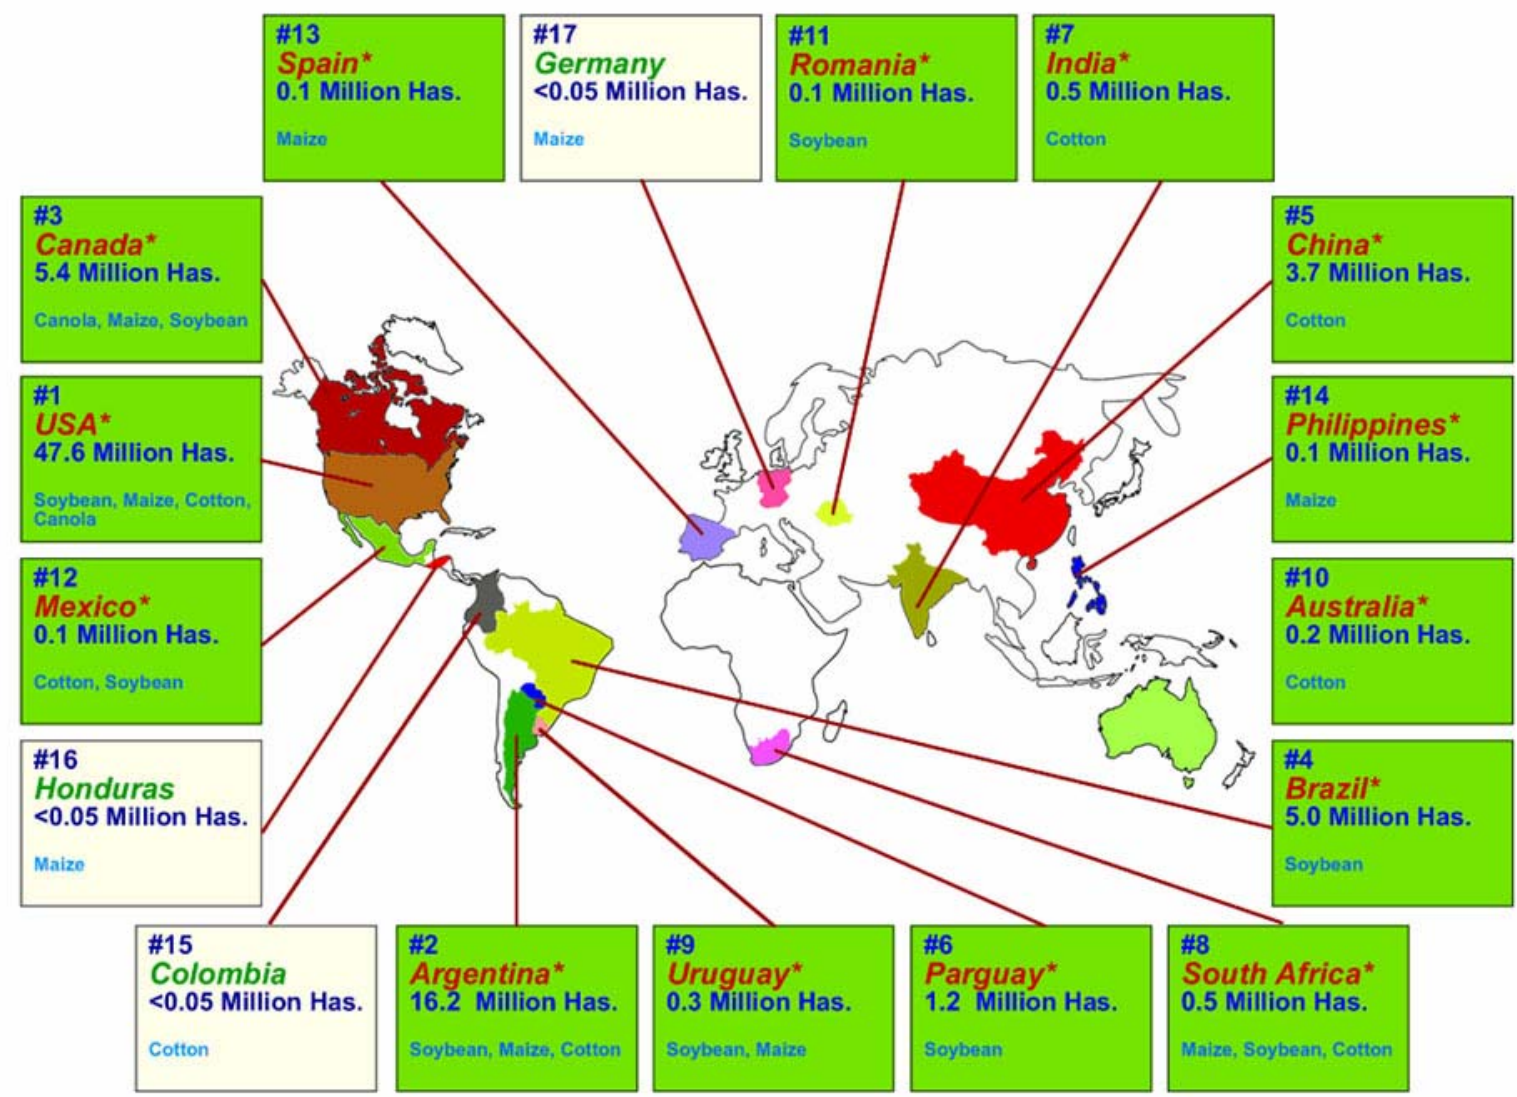 #13
Spain*
0.1 Million Has.
Maize
#17
Germany
<0.05 Million Has.
Maize
#11
Romania*
0.1 Million Has.
Soybean
#7
India*
0.5 Million Has.
Cotton
#3
Canada*
5.4 Million Has.
Canola, Maize, Soybean
#5
China*
3.7 Million Has.
Cotton
#1
USA*
47.6 Million Has.
Soybean, Maize, Cotton,
Canola
#14
Philippines*
0.1 Million Has.
Maize
#12
Mexico*
0.1 Million Has.
Cotton, Soybean
#10
Australia*
0.2 Million Has.
Cotton
#16
Honduras
<0.05 Million Has.
Maize
#4
Brazil*
5.0 Million Has.
Soybean
#15
Colombia
<0.05 Million Has.
Cotton
#2
Argentina*
16.2 Million Has.
Soybean, Maize, Cotton
#9
Uruguay*
0.3 Million Has.
Soybean, Maize
#6
Parguay*
1.2 Million Has.
Soybean
#8
South Africa*
0.5 Million Has.
Maize, Soybean, Cotton